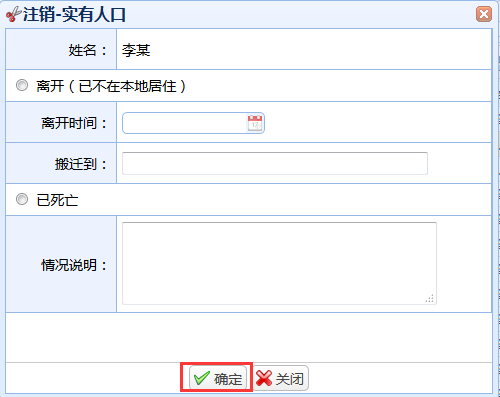 注销-实有人口
姓名： 李某
离开（已不在本地居住）
离开时间：
搬迁到：
已死亡
情况说明：
确定 关闭